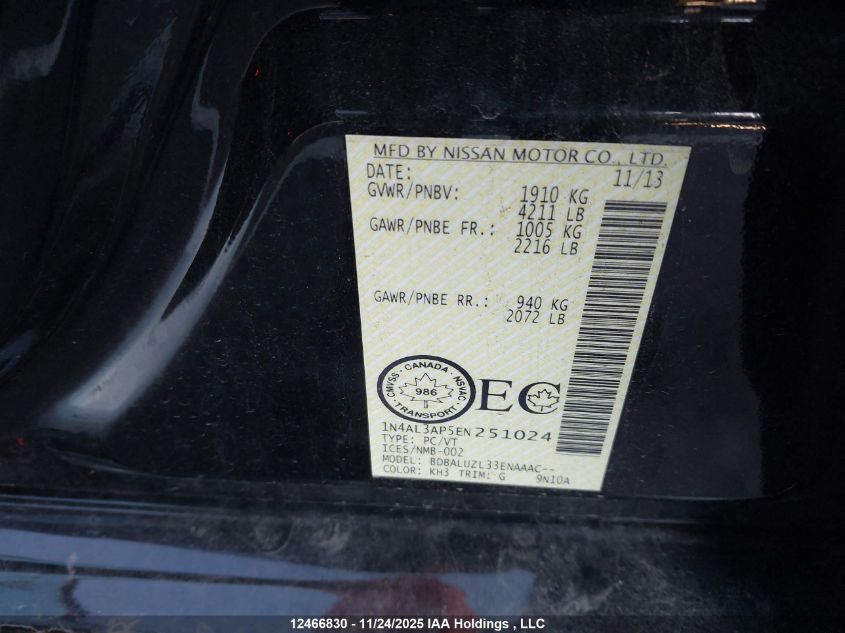 MFD BY NISSAN MOTOR CO., LTD.
DATE: 11/13
GVWR/PNBV: 1910 KG
4211 LB
GAWR/PNBE FR.: 1005 KG
2216 LB
GAWR/PNBE RR.: 940 KG
2072 LB
CMVSS · CANADA · NSVAC
986
TRANSPORT
EC
1N4AL3AP5EN251024
TYPE: PC/VT
ICES/NMB-002
MODEL: BDBALUZL33ENAAAC--
COLOR: KH3 TRIM: G 9N10A
12466830 - 11/24/2025 IAA Holdings , LLC